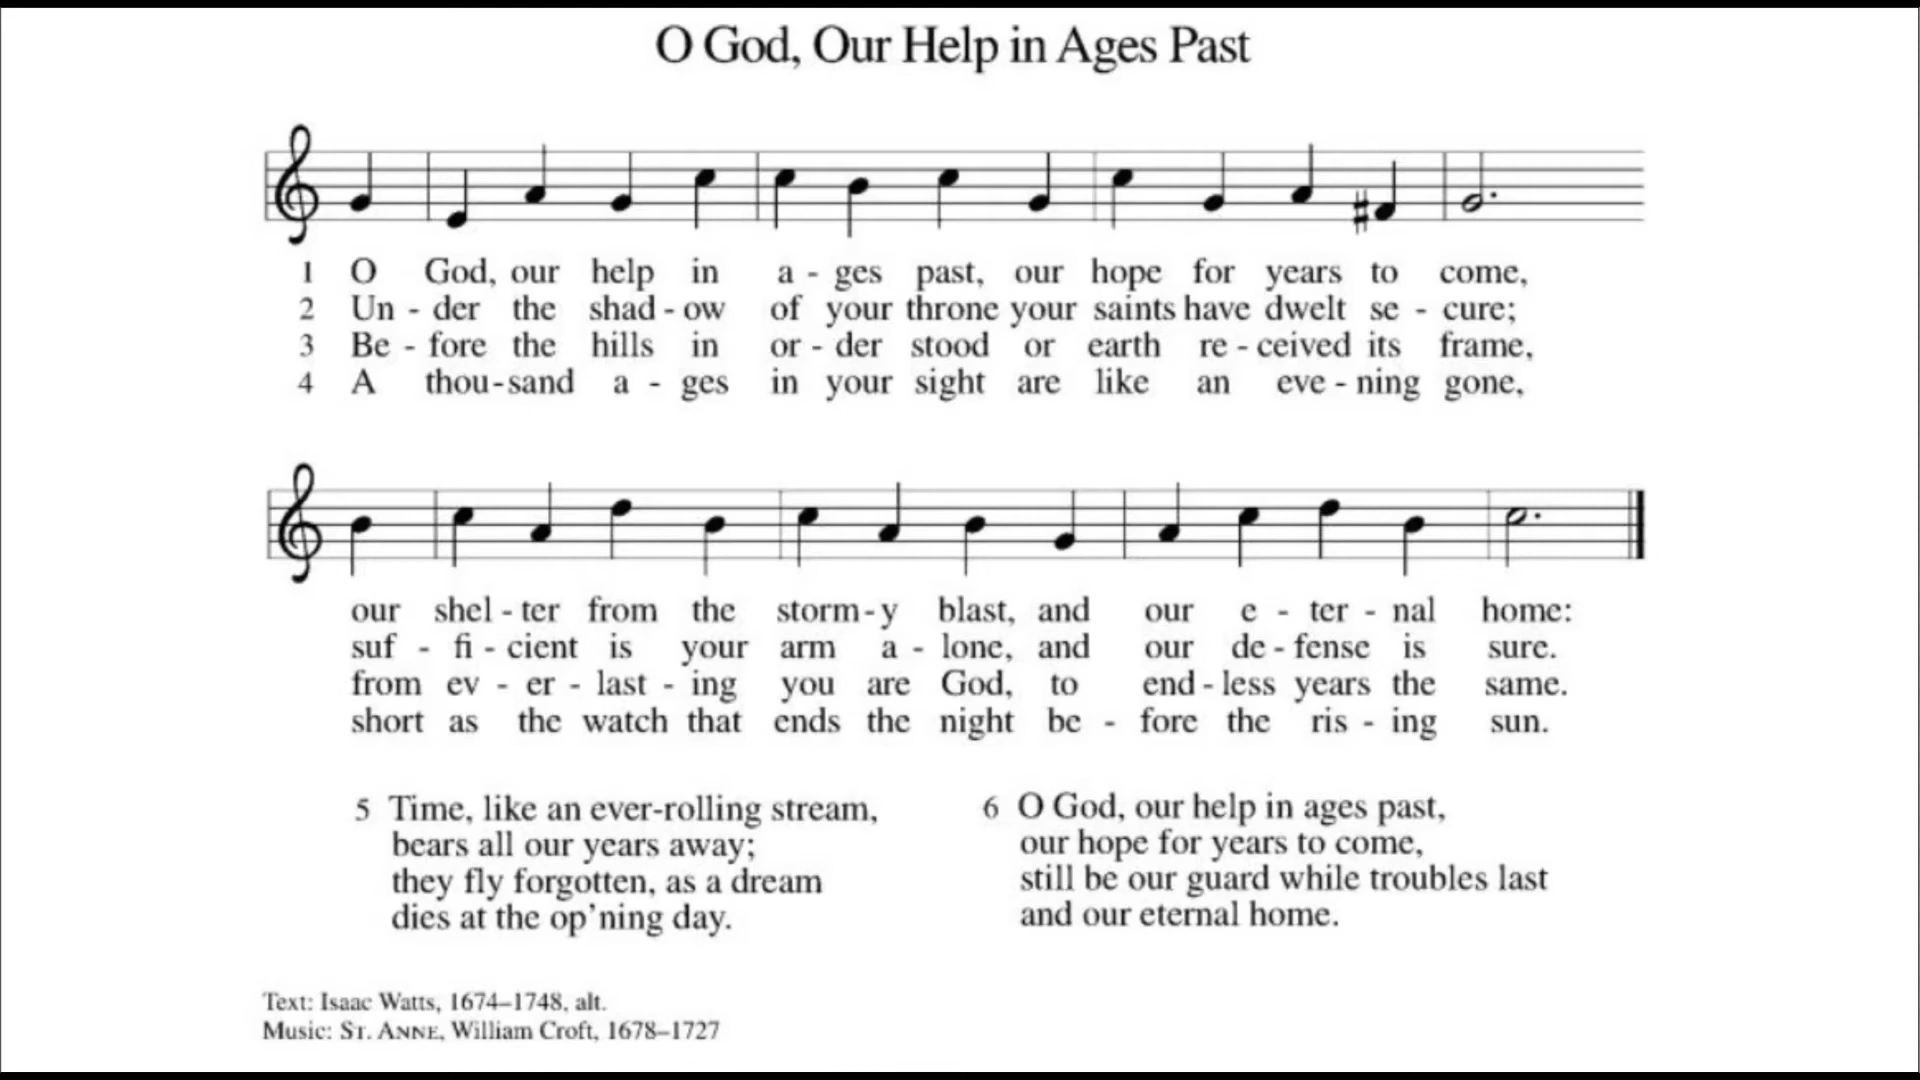 O God, Our Help in Ages Past
1 O God, our help in a - ges past, our hope for years to come,
2 Un - der the shad - ow of your throne your saints have dwelt se - cure;
3 Be - fore the hills in or - der stood or earth re - ceived its frame,
4 A thou - sand a - ges in your sight are like an eve - ning gone,
our shel - ter from the storm - y blast, and our e - ter - nal home:
suf - fi - cient is your arm a - lone, and our de - fense is sure.
from ev - er - last - ing you are God, to end - less years the same.
short as the watch that ends the night be - fore the ris - ing sun.
5 Time, like an ever-rolling stream,
bears all our years away;
they fly forgotten, as a dream
dies at the op’ning day.
6 O God, our help in ages past,
our hope for years to come,
still be our guard while troubles last
and our eternal home.
Text: Isaac Watts, 1674–1748, alt.
Music: ST. ANNE, William Croft, 1678–1727